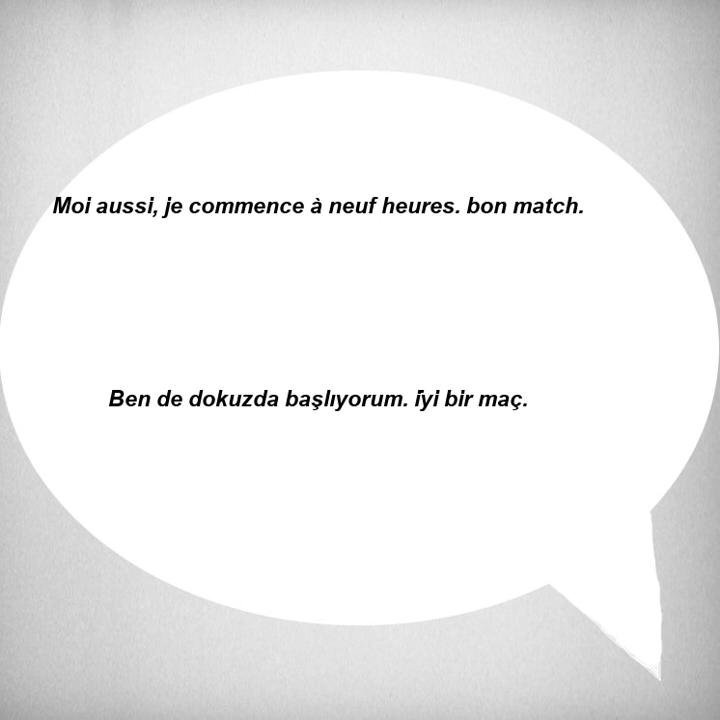 Moi aussi, je commence à neuf heures. bon match.
Ben de dokuzda başlıyorum. i̇yi bir maç.